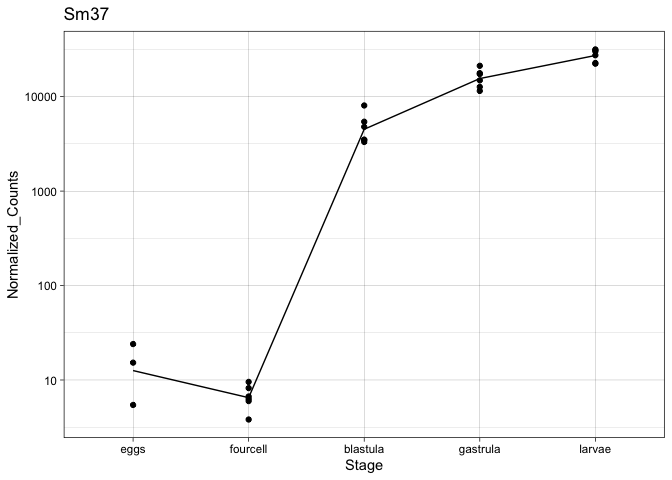 Sm37
Normalized_Counts
10000
1000
100
10
eggs fourcell blastula gastrula larvae
Stage